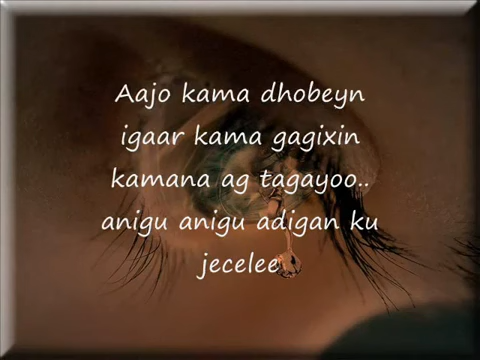 Aajo kama dhobeyn
igaar kama gagixin
kamana ag tagayoo..
anigu anigu adigan ku
jecelee